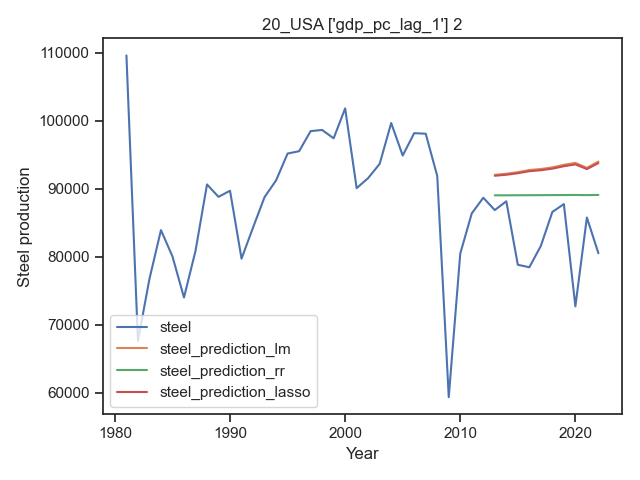 20_USA ['gdp_pc_lag_1'] 2
110000
100000
90000
80000
70000
60000
Steel production
steel
steel_prediction_lm
steel_prediction_rr
steel_prediction_lasso
1980
1990
2000
2010
2020
Year